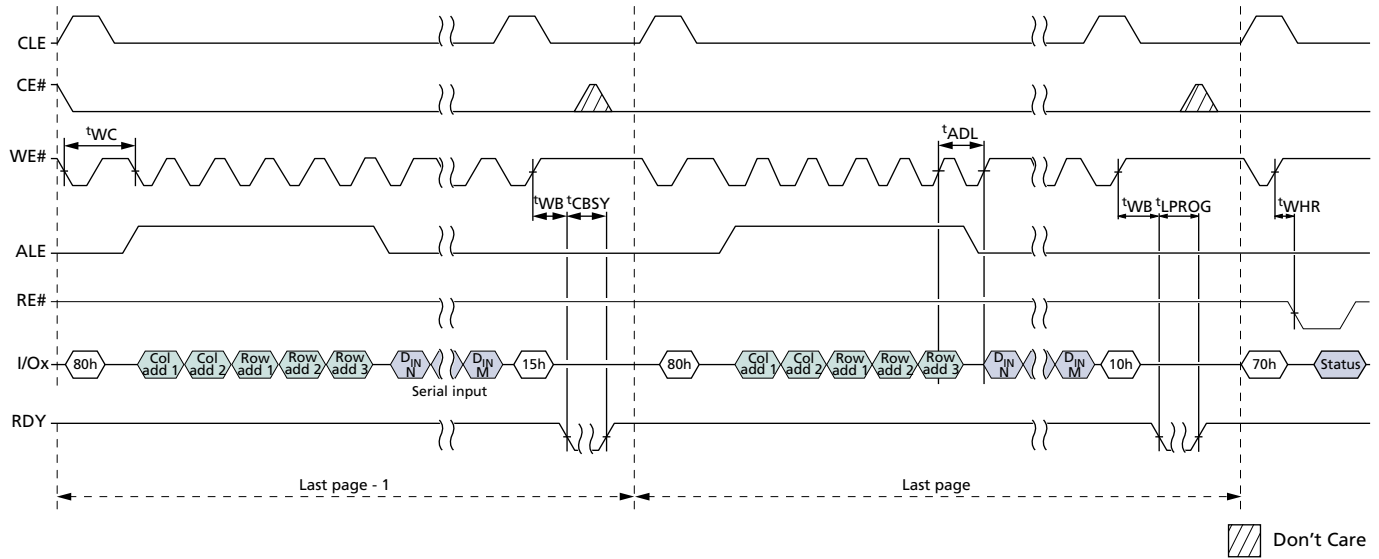 CLE
CE#
tWC
tADL
WE#
tWB tCBSY
tWB tLPROG
tWHR
ALE
RE#
I/Ox
80h
Col add 1
Col add 2
Row add 1
Row add 2
Row add 3
DIN N
DIN M
15h
80h
Col add 1
Col add 2
Row add 1
Row add 2
Row add 3
DIN N
DIN M
10h
70h
Status
Serial input
RDY
Last page - 1
Last page
Don't Care